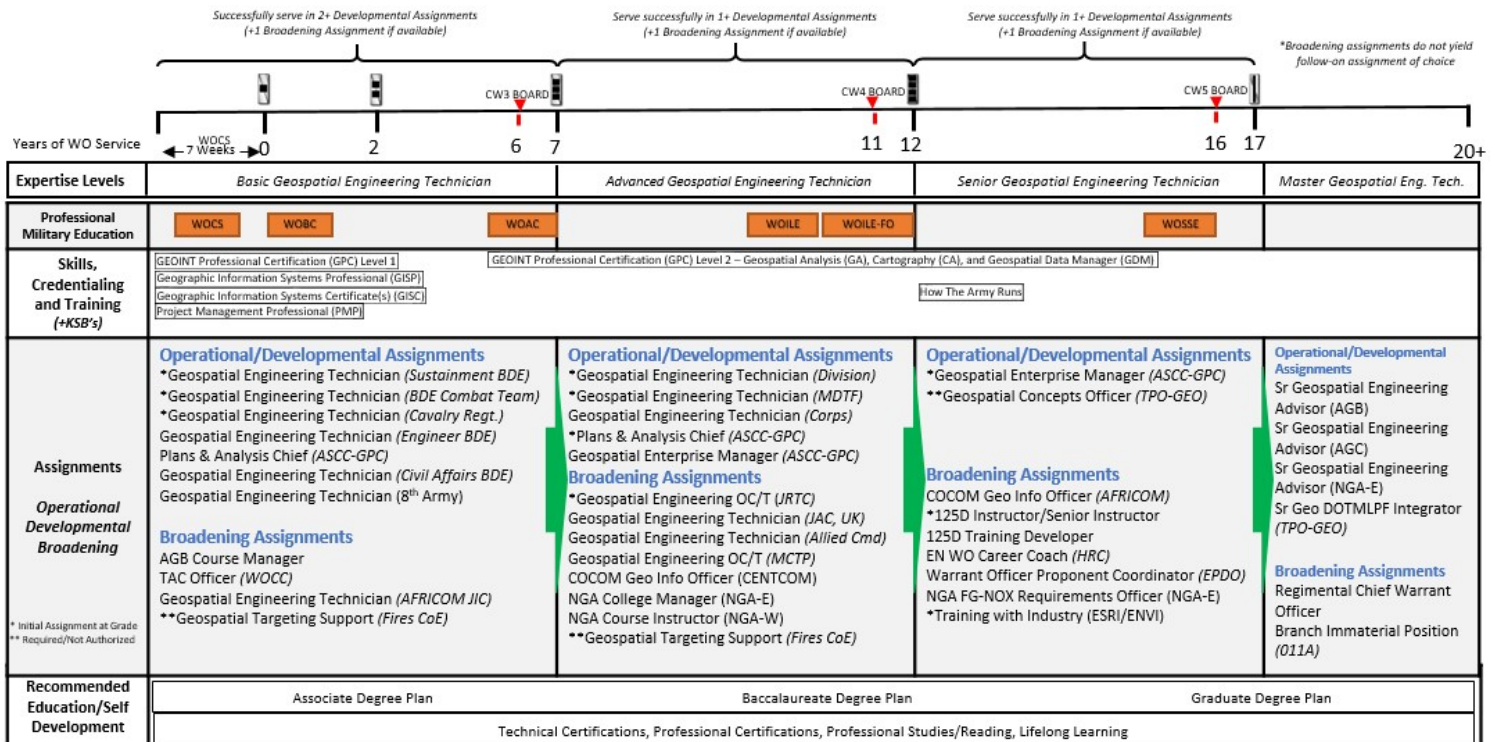 Successfully serve in 2+ Developmental Assignments
(+1 Broadening Assignment if available)
Serve successfully in 1+ Developmental Assignments
(+1 Broadening Assignment if available)
Serve successfully in 1+ Developmental Assignments
(+1 Broadening Assignment if available)
*Broadening assignments do not yield
follow-on assignment of choice
CW3 BOARD
CW4 BOARD
CW5 BOARD
Years of WO Service
WOCS
7 Weeks
0
2
6
7
11
12
16
17
20+
Expertise Levels
Basic Geospatial Engineering Technician
Advanced Geospatial Engineering Technician
Senior Geospatial Engineering Technician
Master Geospatial Eng. Tech.
Professional
Military Education
WOCS
WOBC
WOAC
WOILE
WOILE-FO
WOSSE
Skills,
Credentialing
and Training
(+KSB's)
GEOINT Professional Certification (GPC) Level 1
Geographic Information Systems Professional (GISP)
Geographic Information Systems Certificate(s) (GISC)
Project Management Professional (PMP)
GEOINT Professional Certification (GPC) Level 2 – Geospatial Analysis (GA), Cartography (CA), and Geospatial Data Manager (GDM)
How The Army Runs
Assignments
Operational
Developmental
Broadening
* Initial Assignment at Grade
** Required/Not Authorized
Operational/Developmental Assignments
*Geospatial Engineering Technician (Sustainment BDE)
*Geospatial Engineering Technician (BDE Combat Team)
*Geospatial Engineering Technician (Cavalry Regt.)
Geospatial Engineering Technician (Engineer BDE)
Plans & Analysis Chief (ASCC-GPC)
Geospatial Engineering Technician (Civil Affairs BDE)
Geospatial Engineering Technician (8th Army)
Broadening Assignments
AGB Course Manager
TAC Officer (WOCC)
Geospatial Engineering Technician (AFRICOM JIC)
**Geospatial Targeting Support (Fires CoE)
Operational/Developmental Assignments
*Geospatial Engineering Technician (Division)
*Geospatial Engineering Technician (MDTF)
Geospatial Engineering Technician (Corps)
*Plans & Analysis Chief (ASCC-GPC)
Geospatial Enterprise Manager (ASCC-GPC)
Broadening Assignments
*Geospatial Engineering OC/T (JRTC)
Geospatial Engineering Technician (JAC, UK)
Geospatial Engineering Technician (Allied Cmd)
Geospatial Engineering OC/T (MCTP)
COCOM Geo Info Officer (CENTCOM)
NGA College Manager (NGA-E)
NGA Course Instructor (NGA-W)
**Geospatial Targeting Support (Fires CoE)
Operational/Developmental Assignments
*Geospatial Enterprise Manager (ASCC-GPC)
**Geospatial Concepts Officer (TPO-GEO)
Broadening Assignments
COCOM Geo Info Officer (AFRICOM)
*125D Instructor/Senior Instructor
125D Training Developer
EN WO Career Coach (HRC)
Warrant Officer Proponent Coordinator (EPDO)
NGA FG-NOX Requirements Officer (NGA-E)
*Training with Industry (ESRI/ENVI)
Operational/Developmental
Assignments
Sr Geospatial Engineering
Advisor (AGB)
Sr Geospatial Engineering
Advisor (AGC)
Sr Geospatial Engineering
Advisor (NGA-E)
Sr Geo DOTMLPF Integrator
(TPO-GEO)
Broadening Assignments
Regimental Chief Warrant
Officer
Branch Immaterial Position
(011A)
Recommended
Education/Self
Development
Associate Degree Plan
Baccalaureate Degree Plan
Graduate Degree Plan
Technical Certifications, Professional Certifications, Professional Studies/Reading, Lifelong Learning